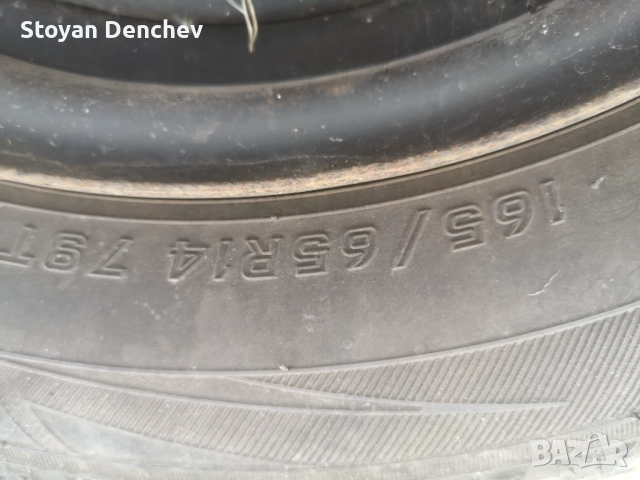 Stoyan Denchev
165/65R14 79T
BAZAR